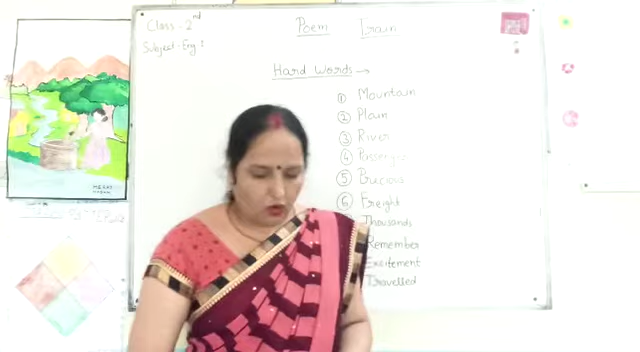 Class - 2nd
Subject - Eng :
Poem Train
Hard Words →
① Mountain
② Plain
③ River
④ Passenger
⑤ Precious
⑥ Freight
Thousands
Remember
Excitement
Travelled